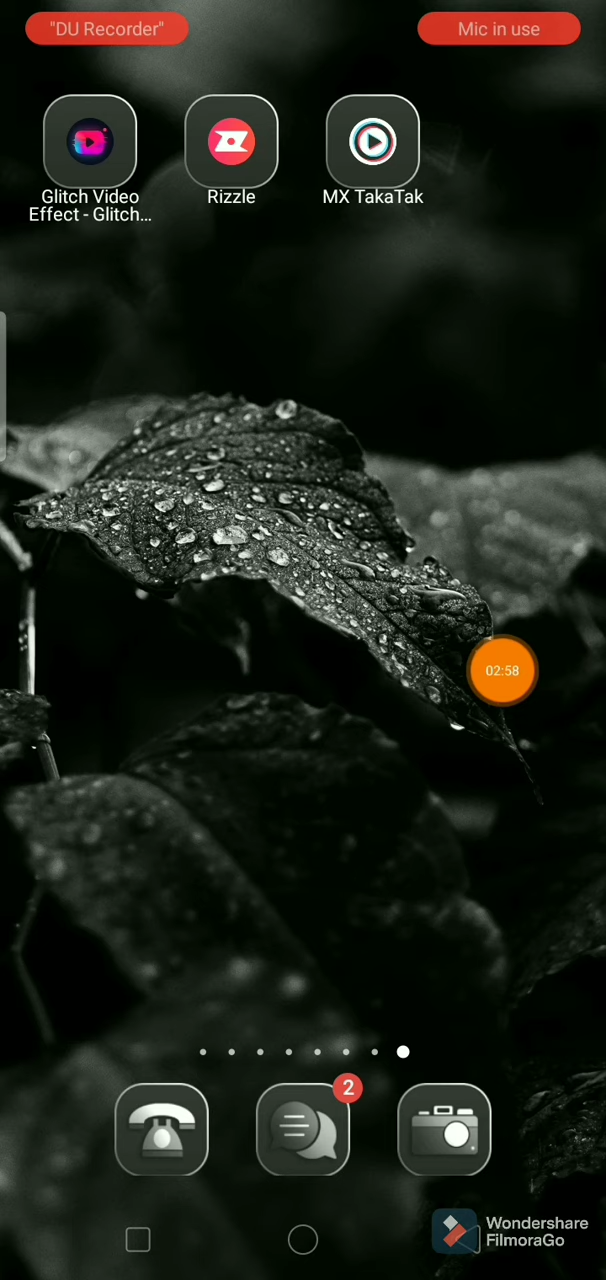 "DU Recorder"
Mic in use
Glitch Video
Effect - Glitch...
Rizzle
MX TakaTak
02:58
2
Wondershare
FilmoraGo